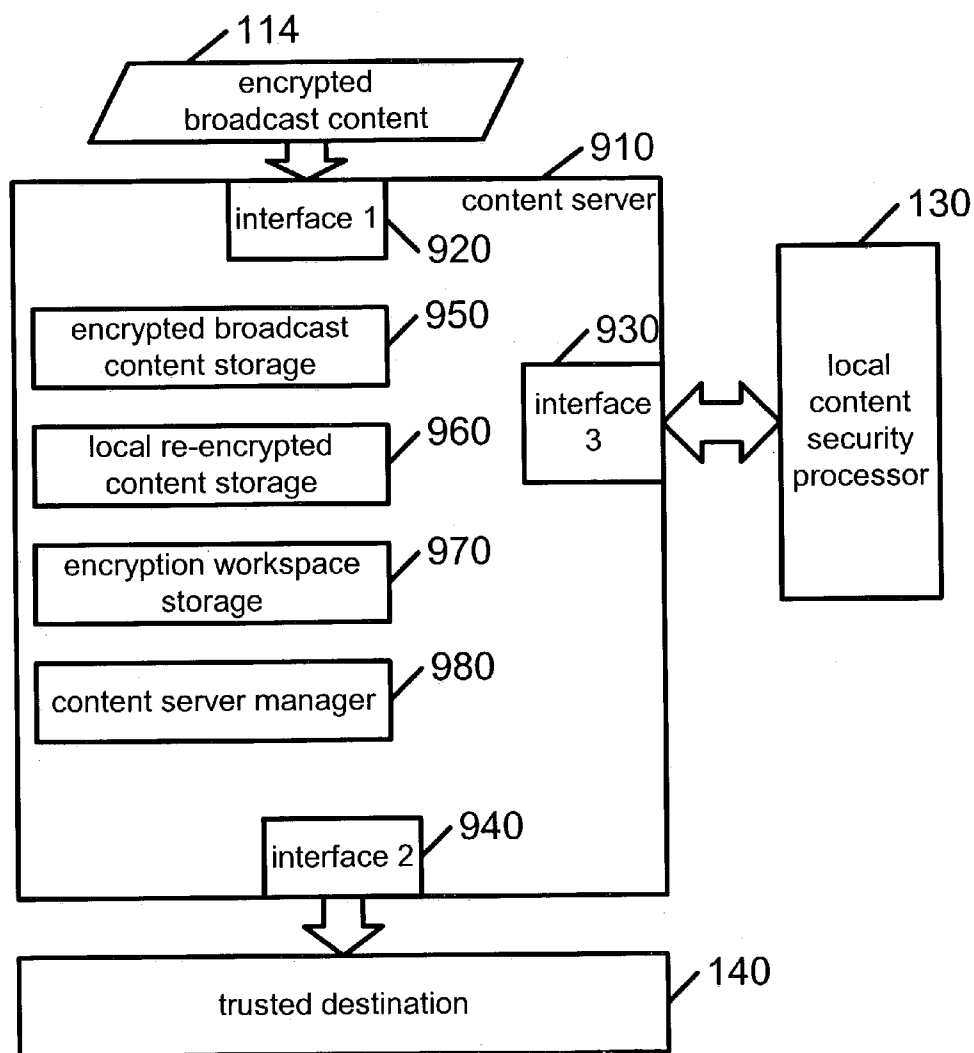 114
encrypted
broadcast content
910
content server
interface 1
920
130
encrypted broadcast
content storage
950
930
interface
3
local
content
security
processor
local re-encrypted
content storage
960
encryption workspace
storage
970
content server manager
980
interface 2
940
trusted destination
140